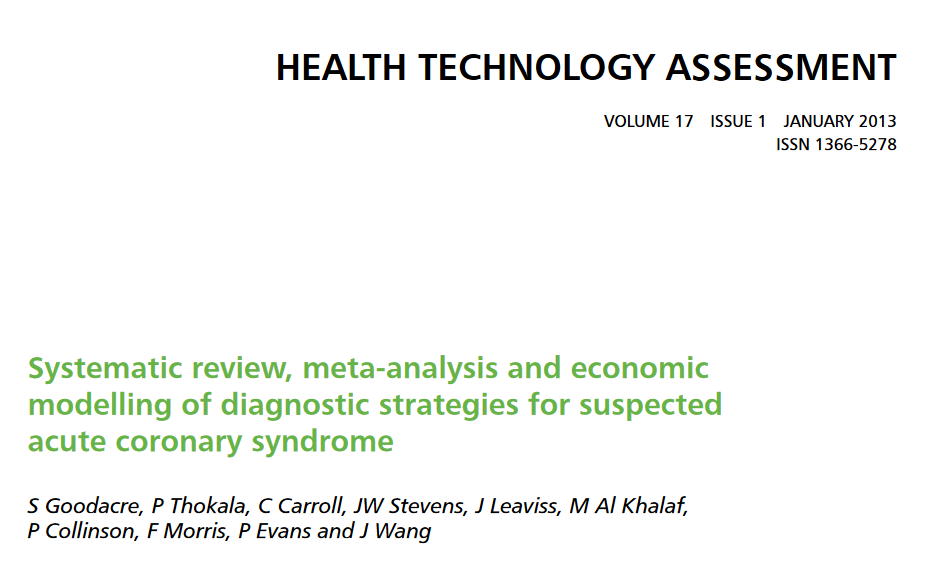 HEALTH TECHNOLOGY ASSESSMENT
VOLUME 17 ISSUE 1 JANUARY 2013
ISSN 1366-5278
Systematic review, meta-analysis and economic
modelling of diagnostic strategies for suspected
acute coronary syndrome
S Goodacre, P Thokala, C Carroll, JW Stevens, J Leaviss, M Al Khalaf,
P Collinson, F Morris, P Evans and J Wang